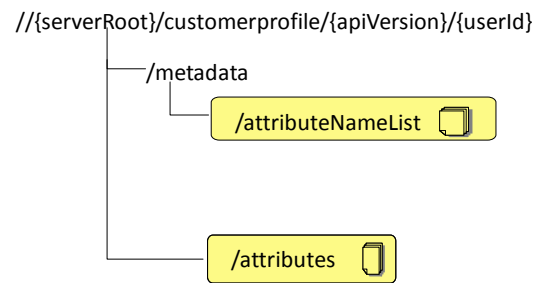 //{serverRoot}/customerprofile/{apiVersion}/{userId}
/metadata
/attributeNameList
/attributes